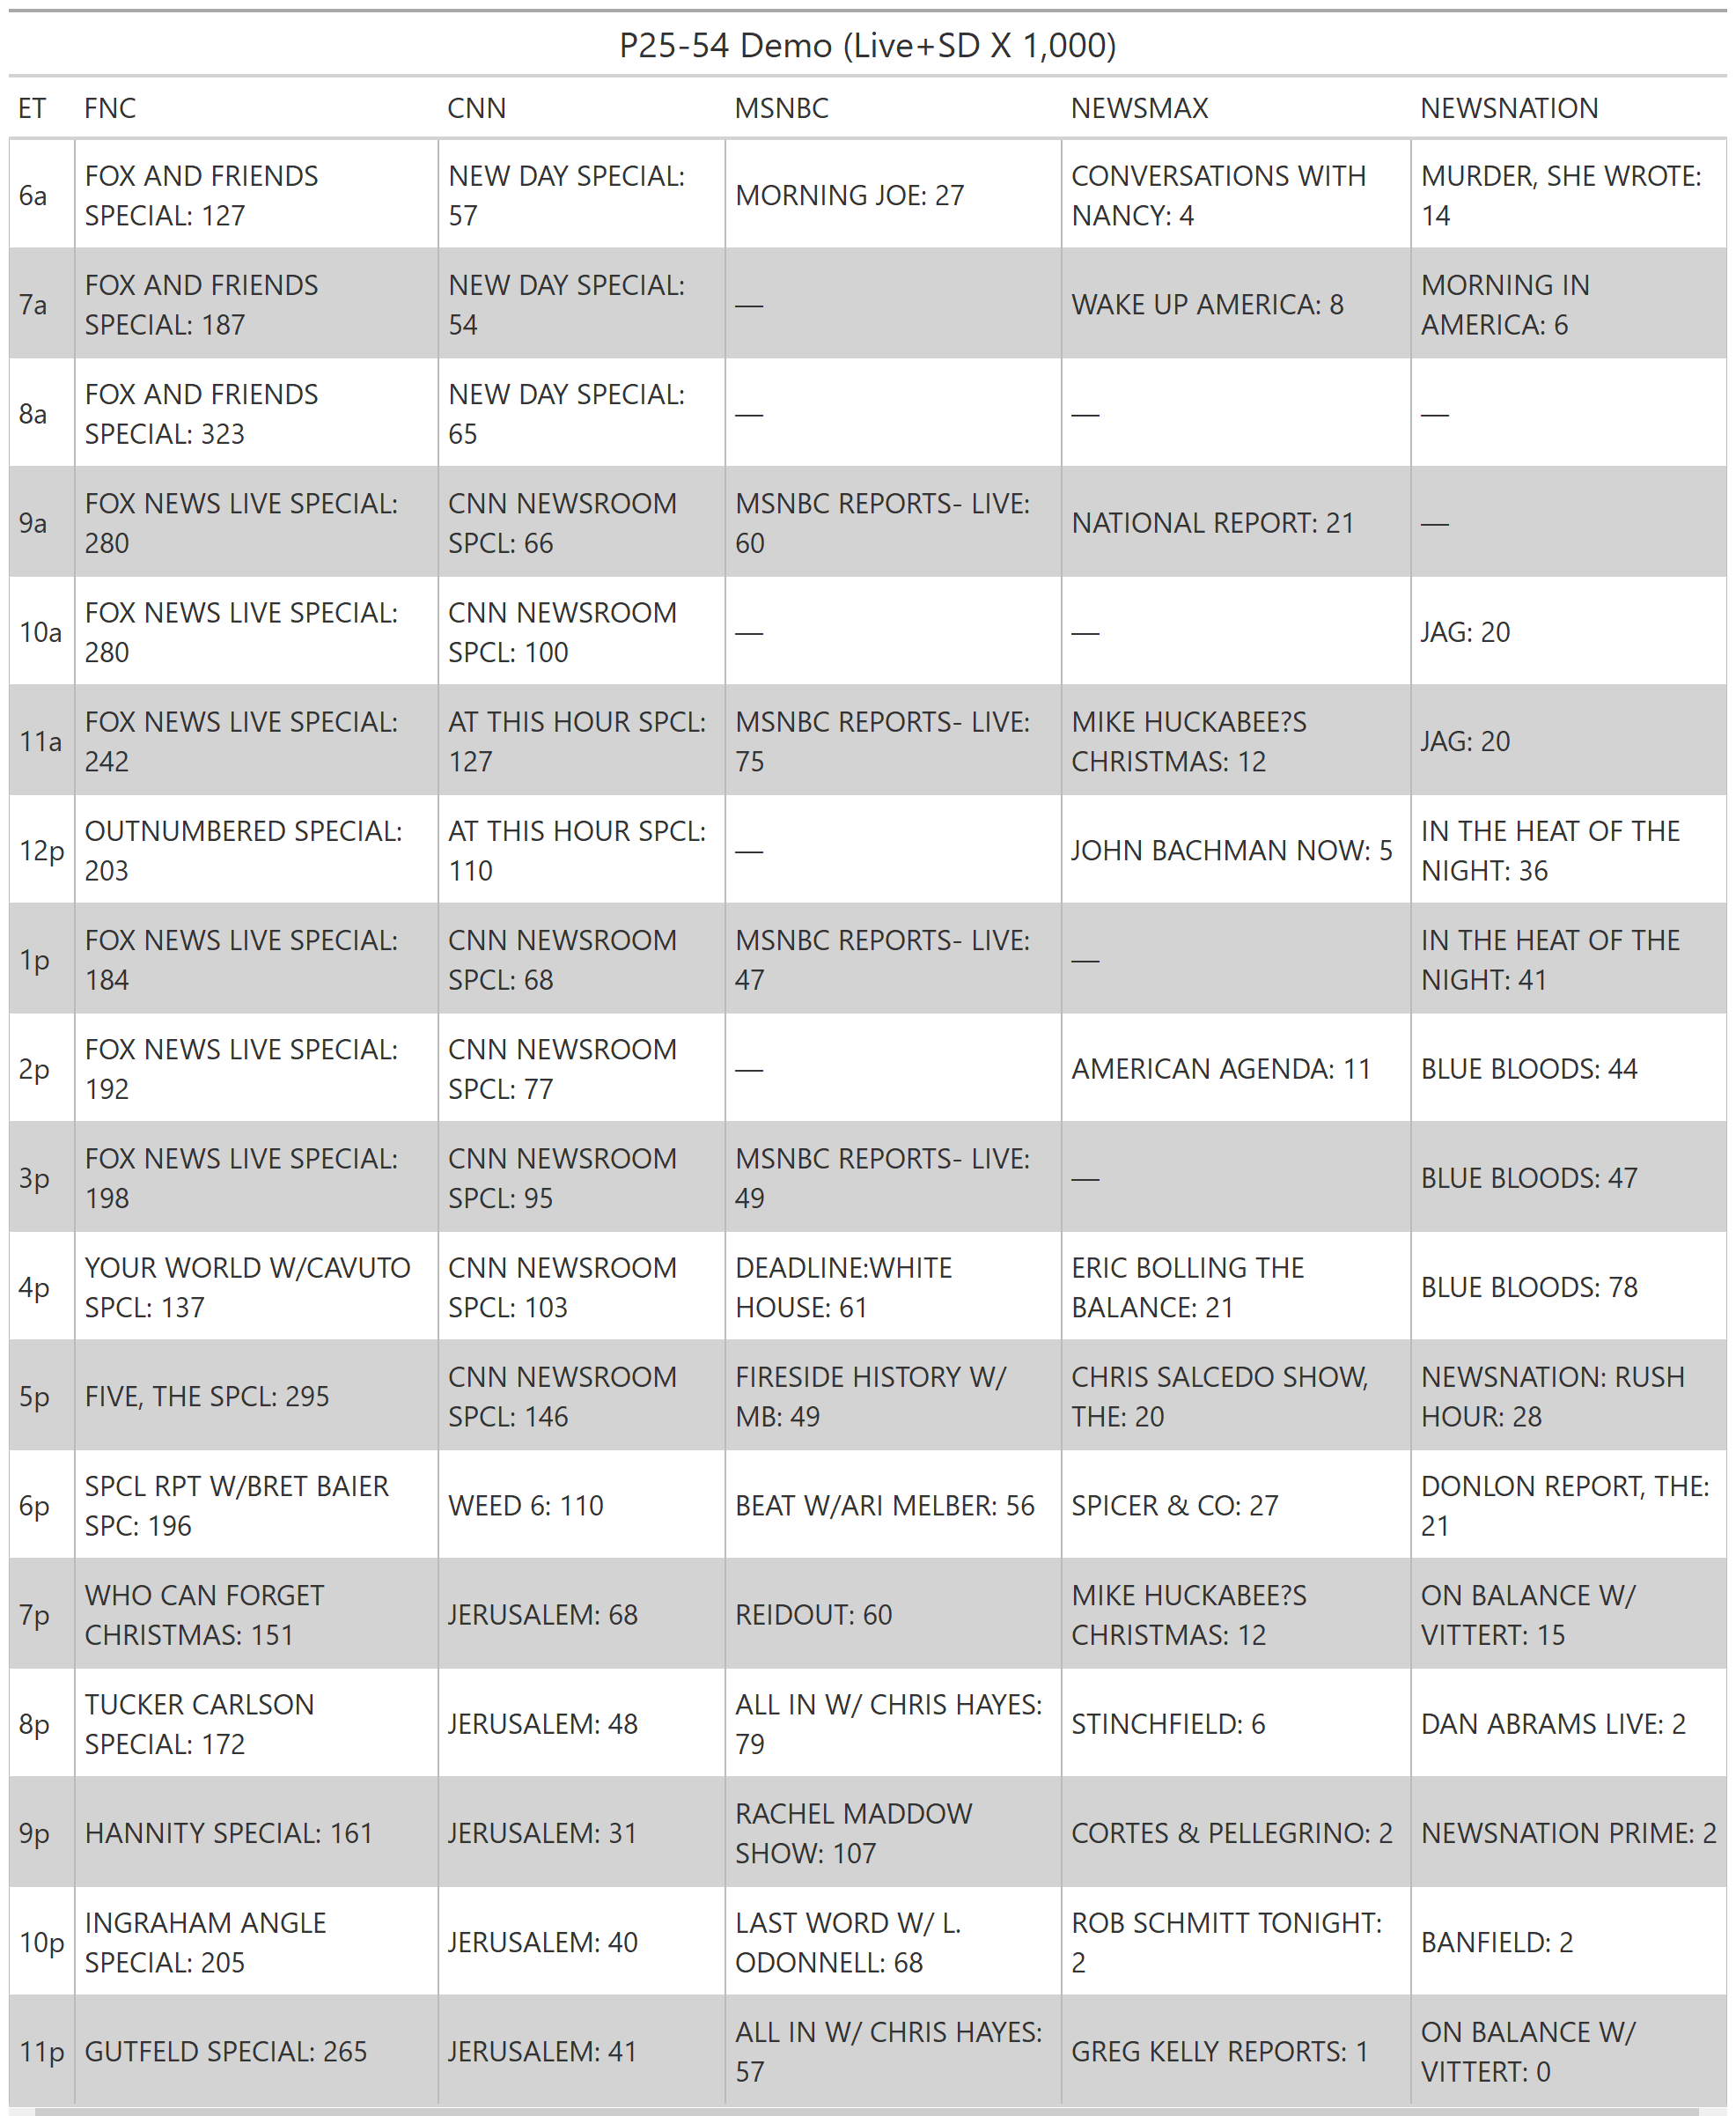 P25-54 Demo (Live+SD X 1,000)
ET FNC CNN MSNBC NEWSMAX NEWSNATION
6a
FOX AND FRIENDS
SPECIAL: 127
NEW DAY SPECIAL:
57
MORNING JOE: 27
CONVERSATIONS WITH
NANCY: 4
MURDER, SHE WROTE:
14
7a
FOX AND FRIENDS
SPECIAL: 187
NEW DAY SPECIAL:
54
—
WAKE UP AMERICA: 8
MORNING IN
AMERICA: 6
8a
FOX AND FRIENDS
SPECIAL: 323
NEW DAY SPECIAL:
65
—
—
—
9a
FOX NEWS LIVE SPECIAL:
280
CNN NEWSROOM
SPCL: 66
MSNBC REPORTS- LIVE:
60
NATIONAL REPORT: 21
—
10a
FOX NEWS LIVE SPECIAL:
280
CNN NEWSROOM
SPCL: 100
—
—
JAG: 20
11a
FOX NEWS LIVE SPECIAL:
242
AT THIS HOUR SPCL:
127
MSNBC REPORTS- LIVE:
75
MIKE HUCKABEE?S
CHRISTMAS: 12
JAG: 20
12p
OUTNUMBERED SPECIAL:
203
AT THIS HOUR SPCL:
110
—
JOHN BACHMAN NOW: 5
IN THE HEAT OF THE
NIGHT: 36
1p
FOX NEWS LIVE SPECIAL:
184
CNN NEWSROOM
SPCL: 68
MSNBC REPORTS- LIVE:
47
—
IN THE HEAT OF THE
NIGHT: 41
2p
FOX NEWS LIVE SPECIAL:
192
CNN NEWSROOM
SPCL: 77
—
AMERICAN AGENDA: 11
BLUE BLOODS: 44
3p
FOX NEWS LIVE SPECIAL:
198
CNN NEWSROOM
SPCL: 95
MSNBC REPORTS- LIVE:
49
—
BLUE BLOODS: 47
4p
YOUR WORLD W/CAVUTO
SPCL: 137
CNN NEWSROOM
SPCL: 103
DEADLINE:WHITE
HOUSE: 61
ERIC BOLLING THE
BALANCE: 21
BLUE BLOODS: 78
5p
FIVE, THE SPCL: 295
CNN NEWSROOM
SPCL: 146
FIRESIDE HISTORY W/
MB: 49
CHRIS SALCEDO SHOW,
THE: 20
NEWSNATION: RUSH
HOUR: 28
6p
SPCL RPT W/BRET BAIER
SPC: 196
WEED 6: 110
BEAT W/ARI MELBER: 56
SPICER & CO: 27
DONLON REPORT, THE:
21
7p
WHO CAN FORGET
CHRISTMAS: 151
JERUSALEM: 68
REIDOUT: 60
MIKE HUCKABEE?S
CHRISTMAS: 12
ON BALANCE W/
VITTERT: 15
8p
TUCKER CARLSON
SPECIAL: 172
JERUSALEM: 48
ALL IN W/ CHRIS HAYES:
79
STINCHFIELD: 6
DAN ABRAMS LIVE: 2
9p
HANNITY SPECIAL: 161
JERUSALEM: 31
RACHEL MADDOW
SHOW: 107
CORTES & PELLEGRINO: 2
NEWSNATION PRIME: 2
10p
INGRAHAM ANGLE
SPECIAL: 205
JERUSALEM: 40
LAST WORD W/ L.
ODONNELL: 68
ROB SCHMITT TONIGHT:
2
BANFIELD: 2
11p
GUTFELD SPECIAL: 265
JERUSALEM: 41
ALL IN W/ CHRIS HAYES:
57
GREG KELLY REPORTS: 1
ON BALANCE W/
VITTERT: 0